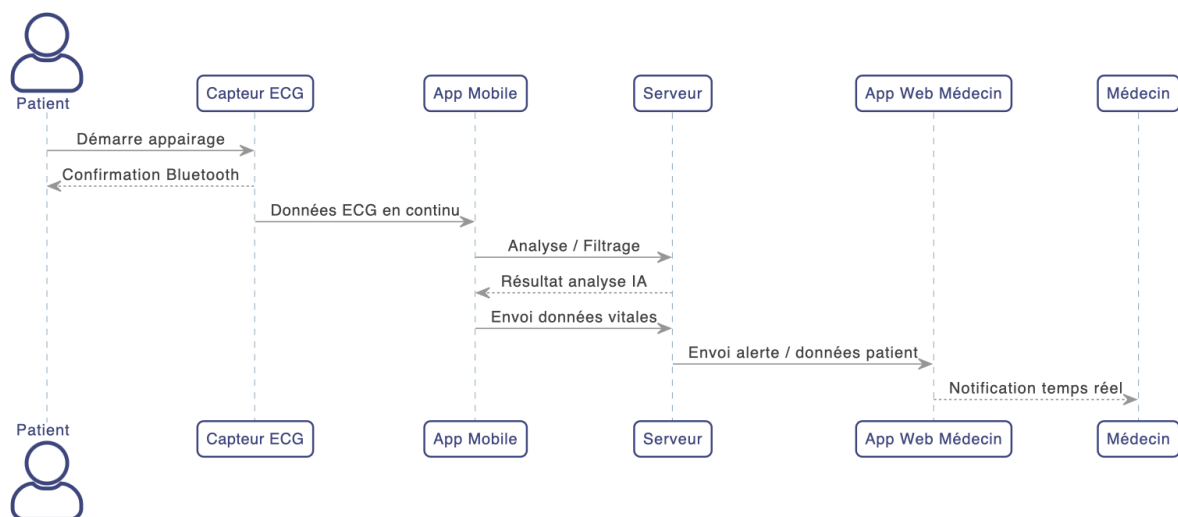 Patient
Capteur ECG
App Mobile
Serveur
App Web Médecin
Médecin
Démarre appairage
Confirmation Bluetooth
Données ECG en continu
Analyse / Filtrage
Résultat analyse IA
Envoi données vitales
Envoi alerte / données patient
Notification temps réel
Patient
Capteur ECG
App Mobile
Serveur
App Web Médecin
Médecin